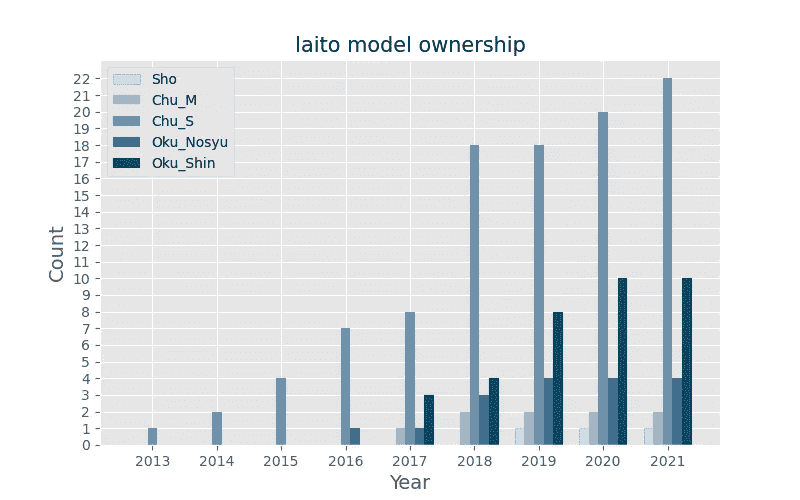 Iaito model ownership
Sho
Chu_M
Chu_S
Oku_Nosyu
Oku_Shin
Count
22
21
20
19
18
17
16
15
14
13
12
11
10
9
8
7
6
5
4
3
2
1
0
2013 2014 2015 2016 2017 2018 2019 2020 2021
Year